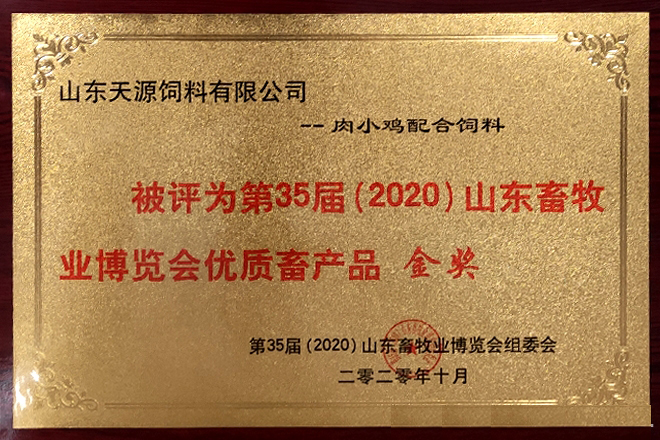 山东天源饲料有限公司
-- 肉小鸡配合饲料
被评为第35届(2020)山东畜牧
业博览会优质畜产品 金奖
第35届(2020)山东畜牧业博览会组委会
二零二零年十月